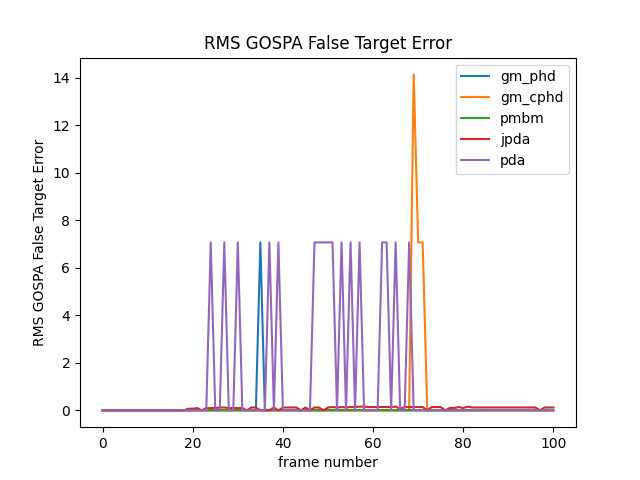 RMS GOSPA False Target Error
gm_phd
gm_cphd
pmbm
jpda
pda
RMS GOSPA False Target Error
14
12
10
8
6
4
2
0
0 20 40 60 80 100
frame number